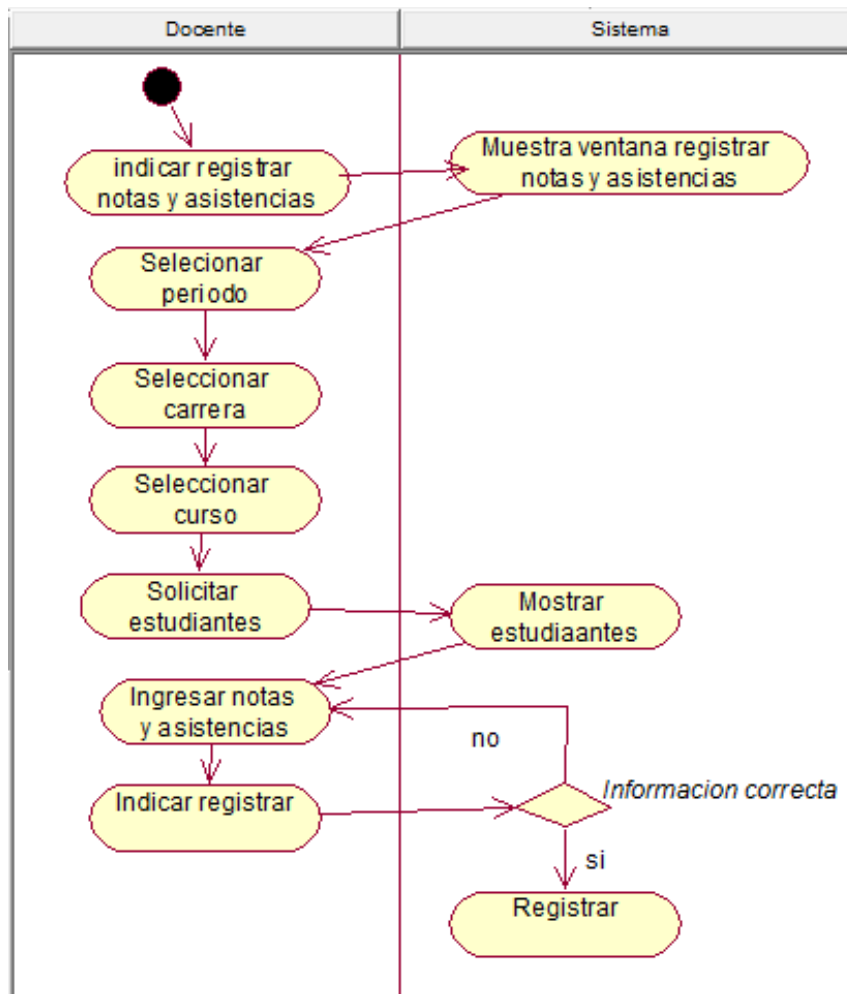 Docente
Sistema
indicar registrar
notas y asistencias
Muestra ventana registrar
notas y asistencias
Selecionar
periodo
Seleccionar
carrera
Seleccionar
curso
Solicitar
estudiantes
Mostrar
estudiaantes
Ingresar notas
y asistencias
no
Informacion correcta
Indicar registrar
si
Registrar